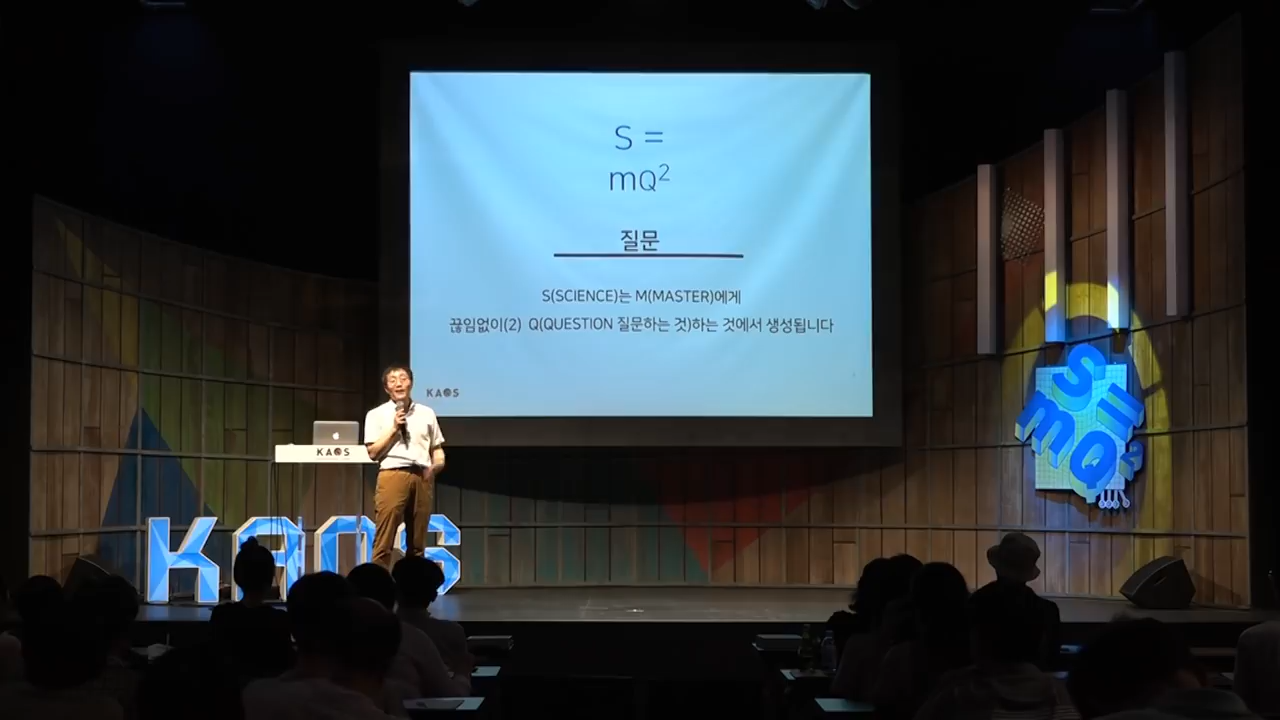 S =
mQ²
질문
S(SCIENCE)는 M(MASTER)에게
끊임없이(2) Q(QUESTION 질문하는 것)하는 것에서 생성됩니다
KAOS
KAOS
KAOS
S=
mQ²